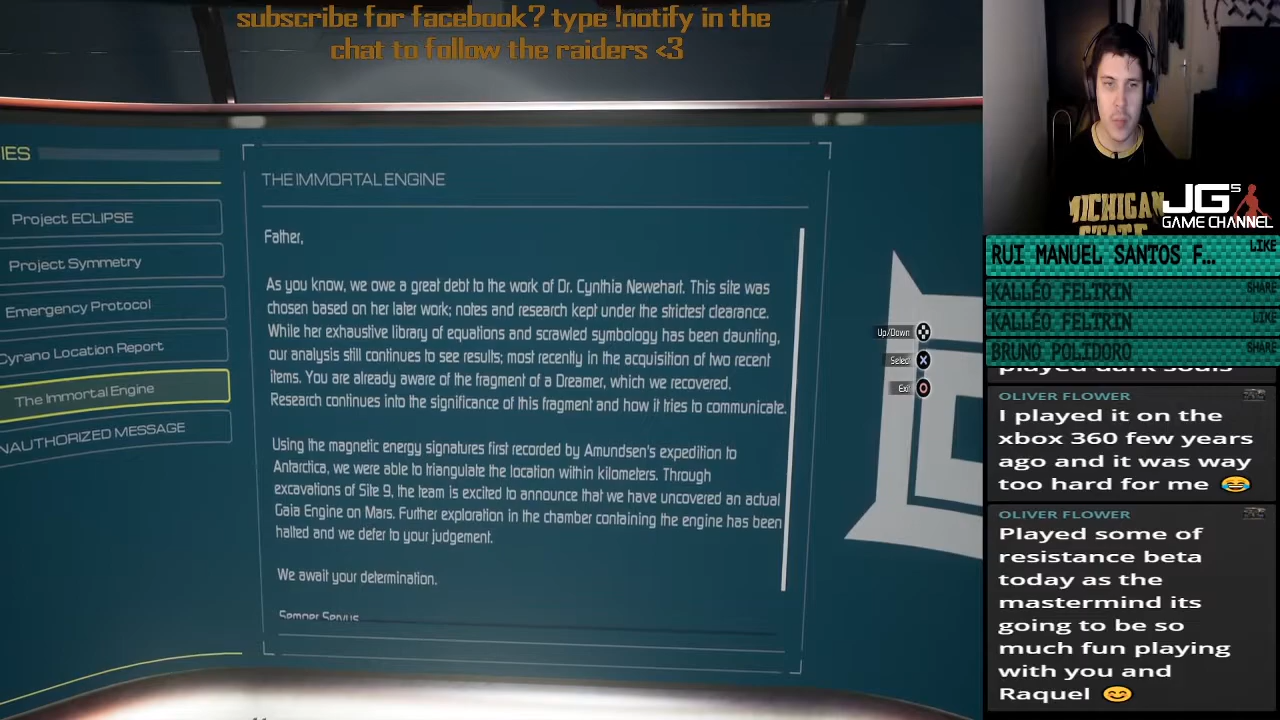 subscribe for facebook? type !notify in the
chat to follow the raiders <3
IES
Project ECLIPSE
Project Symmetry
Emergency Protocol
Cyrano Location Report
The Immortal Engine
NAUTHORIZED MESSAGE
THE IMMORTAL ENGINE
Father,
As you know, we owe a great debt to the work of Dr. Cynthia Newehart. This site was
chosen based on her later work; notes and research kept under the strictest clearance.
While her exhaustive library of equations and scrawled symbology has been daunting,
our analysis still continues to see results; most recently in the acquisition of two recent
items. You are already aware of the fragment of a Dreamer, which we recovered.
Research continues into the significance of this fragment and how it tries to communicate.
Using the magnetic energy signatures first recorded by Amundsen's expedition to
Antarctica, we were able to triangulate the location within kilometers. Through
excavations of Site 9, the team is excited to announce that we have uncovered an actual
Gaia Engine on Mars. Further exploration in the chamber containing the engine has been
halted and we defer to your judgement.
We await your determination.
Semper Servus
Up/Down
Select
Exit
MICHIGAN
STATE
JGS
GAME CHANNEL
RUI MANUEL SANTOS F... LIKE
KALLÉO FELTRIN SHARE
KALLÉO FELTRIN LIKE
BRUNO POLIDORO SHARE
played dark souls
OLIVER FLOWER
I played it on the
xbox 360 few years
ago and it was way
too hard for me 😂
OLIVER FLOWER
Played some of
resistance beta
today as the
mastermind its
going to be so
much fun playing
with you and
Raquel 😊